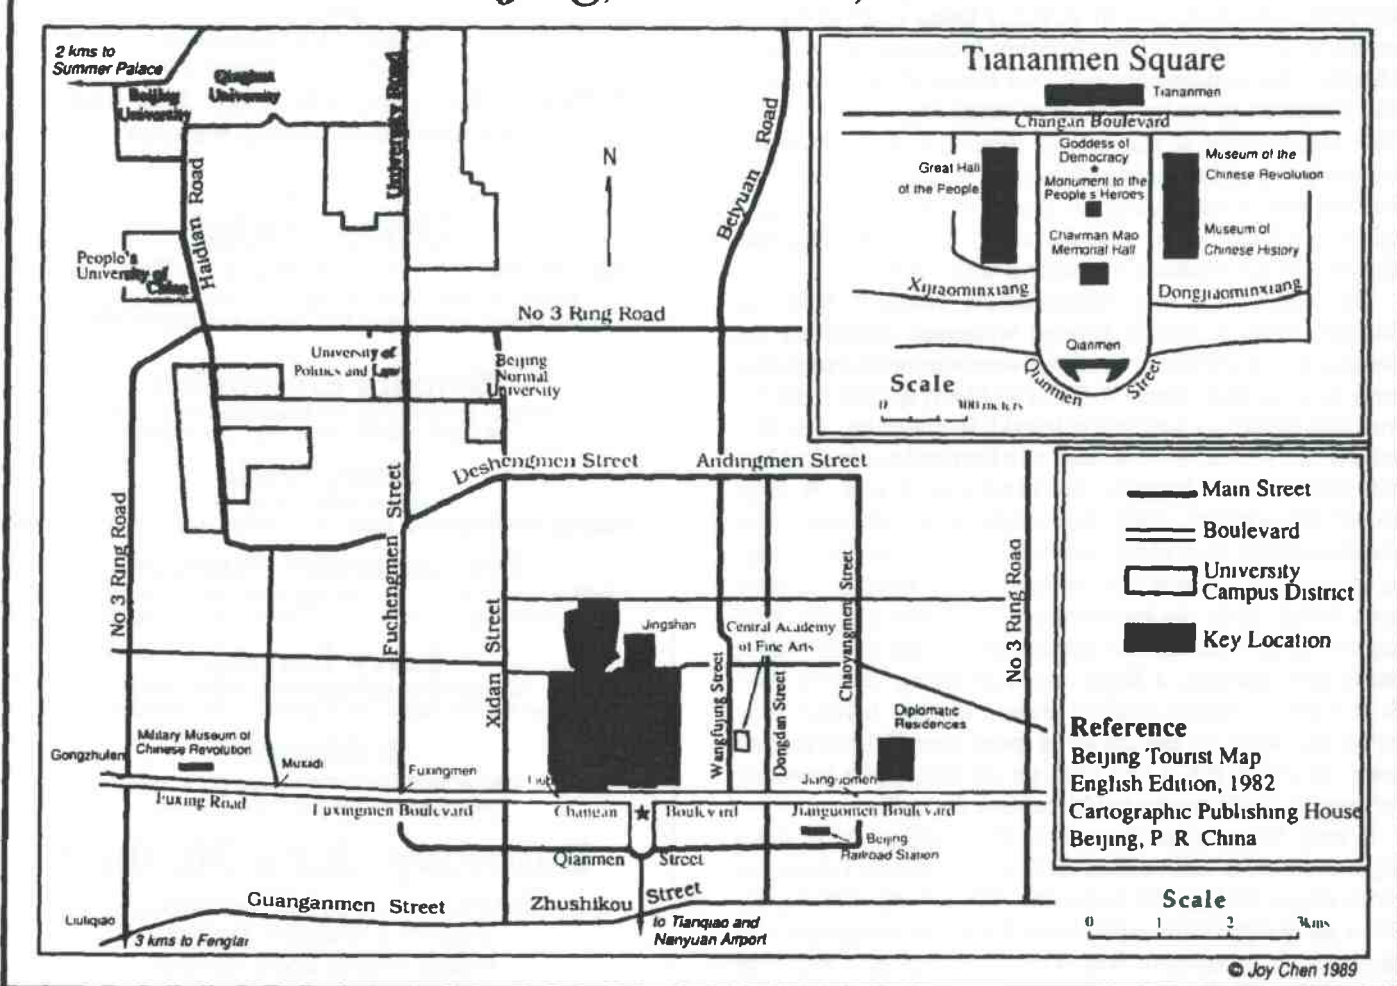 2 kms to
Summer Palace
Beijing
University
Qinghua
University
University Road
Haidian Road
People's
University of
China
N
Beiyuan Road
No 3 Ring Road
University of
Politics and Law
Beijing
Normal
University
Deshengmen Street
Andingmen Street
No 3 Ring Road
Fuchengmen Street
Xidan Street
Jingshan
Central Academy
of Fine Arts
Wangfujing Street
Dongdan Street
Chaoyangmen Street
No 3 Ring Road
Diplomatic
Residences
Military Museum of
Chinese Revolution
Gongzhufen
Muxidi
Fuxingmen
Jianguomen
Fuxing Road
Fuxingmen Boulevard
Changan Boulevard
Jianguomen Boulevard
Beijing
Railroad Station
Qianmen Street
Guanganmen Street
Zhushikou Street
Liuliqiao
3 kms to Fengtai
to Tianqiao and
Nanyuan Airport
Tiananmen Square
Tiananmen
Changan Boulevard
Goddess of
Democracy
Great Hall
of the People
Monument to the
People's Heroes
Museum of the
Chinese Revolution
Chairman Mao
Memorial Hall
Museum of
Chinese History
Xijiaominxiang
Dongjiaominxiang
Qianmen
Qianmen Street
Scale
0 300 meters
Main Street
Boulevard
University
Campus District
Key Location
Reference
Beijing Tourist Map
English Edition, 1982
Cartographic Publishing House
Beijing, P R China
Scale
0 1 2 3kms
© Joy Chen 1989